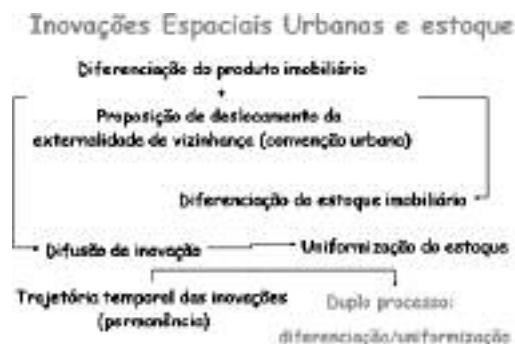 Inovações Espaciais Urbanas e estoque
Diferenciação do produto imobiliário
+
Proposição de deslocamento da
externalidade de vizinhança (convenção urbana)
Diferenciação do estoque imobiliário
Difusão da inovação
Uniformização do estoque
Trajetória temporal das inovações
(permanência)
Duplo processo:
diferenciação/uniformização